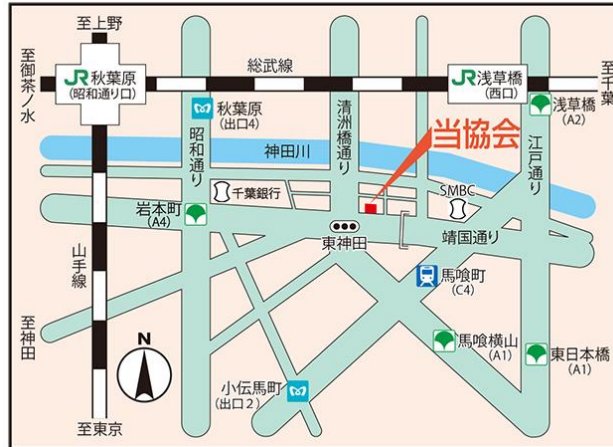 至上野
至御茶ノ水
JR 秋葉原
(昭和通り口)
総武線
JR 浅草橋
(西口)
至千葉
秋葉原
(出口4)
昭和通り
清洲橋通り
当協会
浅草橋
(A2)
江戸通り
神田川
千葉銀行
SMBC
岩本町
(A4)
東神田
靖国通り
山手線
馬喰町
(C4)
至神田
N
馬喰横山
(A1)
東日本橋
(A1)
小伝馬町
(出口2)
至東京